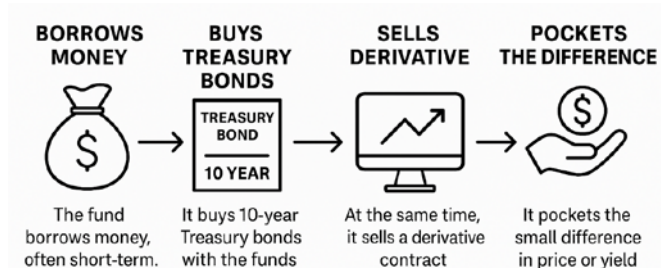 BORROWS
MONEY
BUYS
TREASURY
BONDS
SELLS
DERIVATIVE
POCKETS
THE DIFFERENCE
$
TREASURY
BOND
10 YEAR
$
The fund
borrows money,
often short-term.
It buys 10-year
Treasury bonds
with the funds
At the same time,
it sells a derivative
contract
It pockets the
small difference
in price or yield